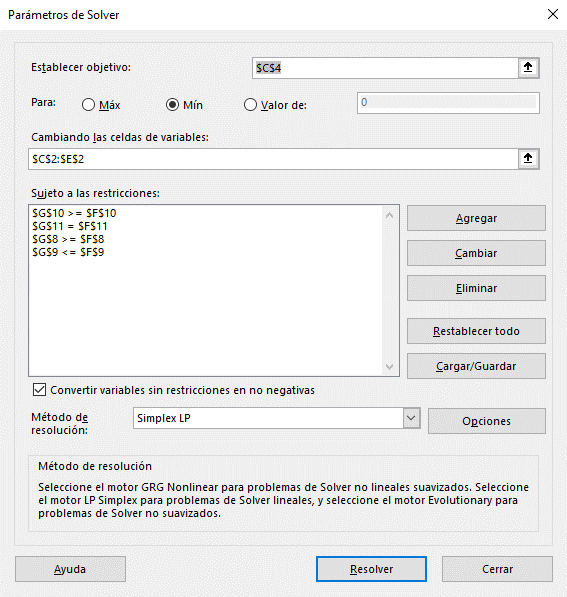 Parámetros de Solver
Establecer objetivo:
$C$4
Para:
Máx
Mín
Valor de:
0
Cambiando las celdas de variables:
$C$2:$E$2
Sujeto a las restricciones:
$G$10 >= $F$10
$G$11 = $F$11
$G$8 >= $F$8
$G$9 <= $F$9
Agregar
Cambiar
Eliminar
Restablecer todo
Cargar/Guardar
Convertir variables sin restricciones en no negativas
Método de
resolución:
Simplex LP
Opciones
Método de resolución
Seleccione el motor GRG Nonlinear para problemas de Solver no lineales suavizados. Seleccione
el motor LP Simplex para problemas de Solver lineales, y seleccione el motor Evolutionary para
problemas de Solver no suavizados.
Ayuda
Resolver
Cerrar